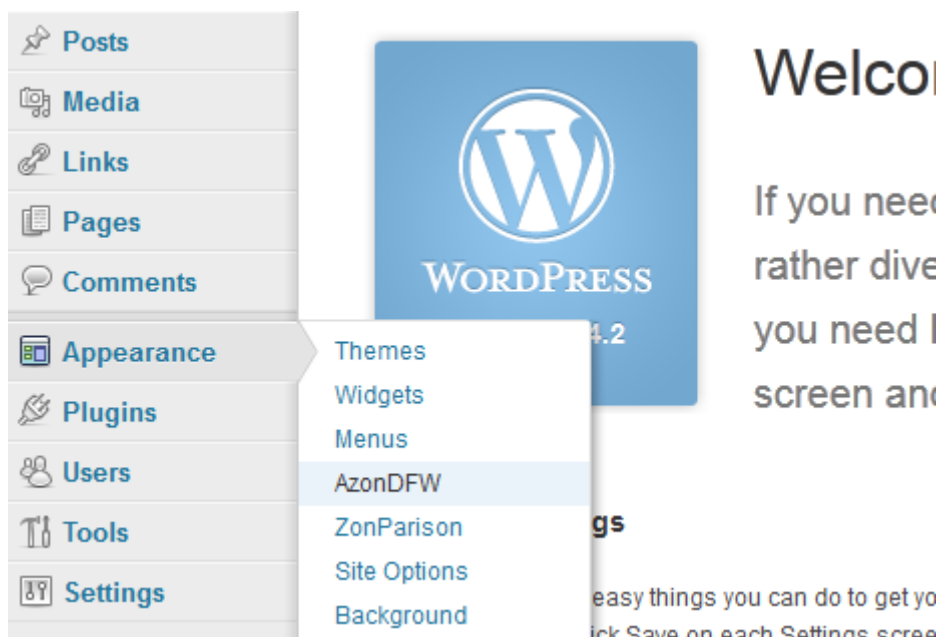 Posts
Media
Links
Pages
Comments
Appearance
Plugins
Users
Tools
Settings
Themes
Widgets
Menus
AzonDFW
ZonParison
Site Options
Background
WORDPRESS
4.2
Welco
If you need
rather dive
you need
screen and
gs
easy things you can do to get yo
ick Save on each Settings scree